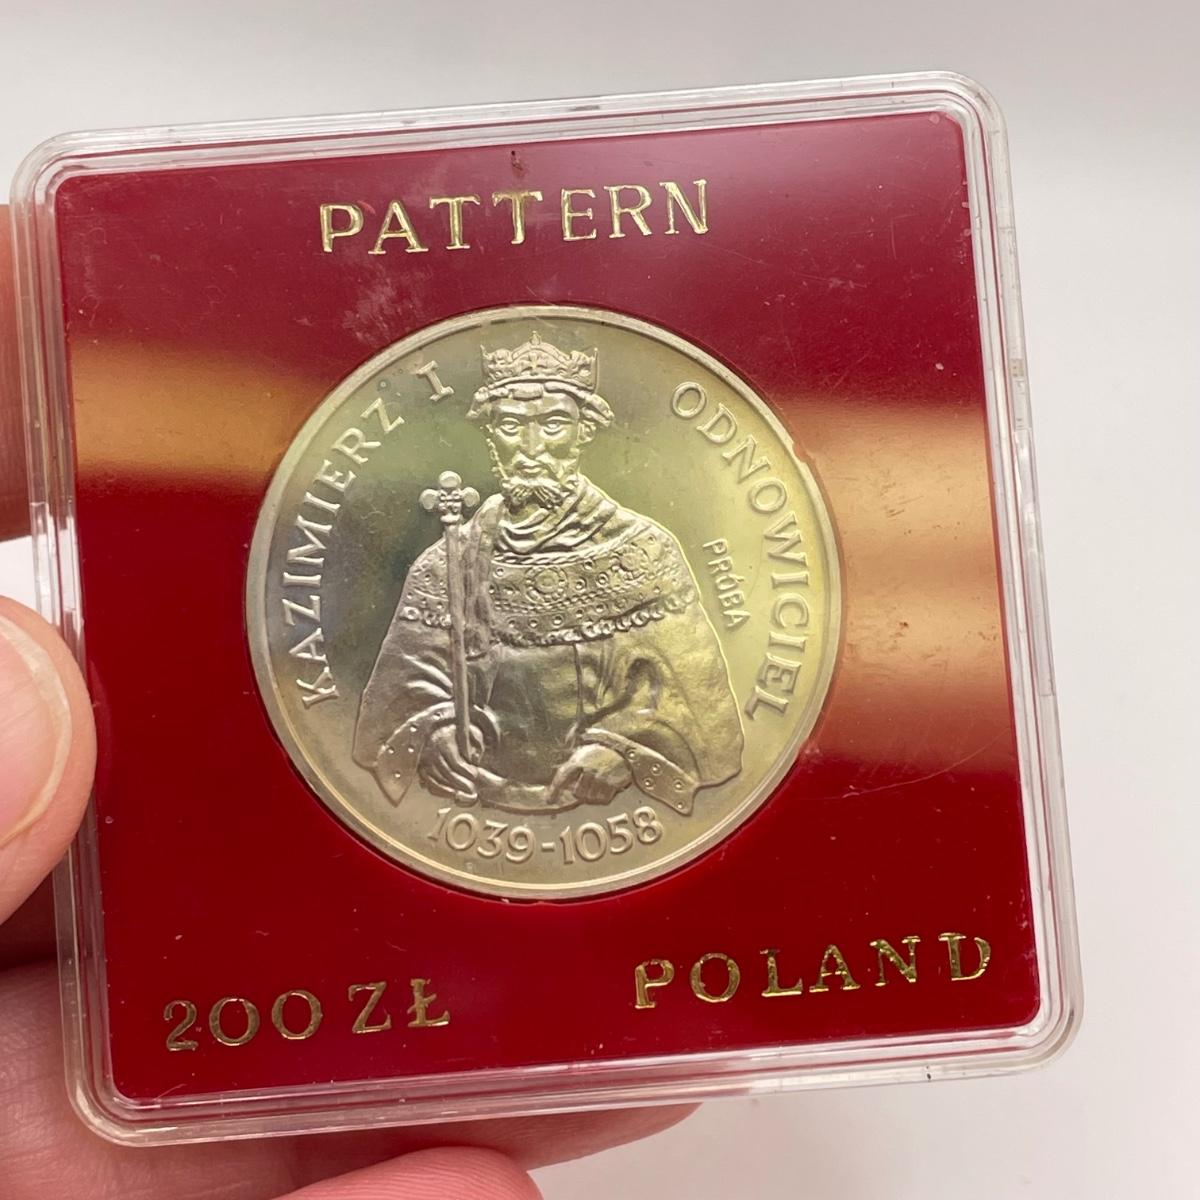 PATTERN
KAZIMIERZ I ODNOWICIEL
PRÓBA
1039-1058
200 ZŁ
POLAND